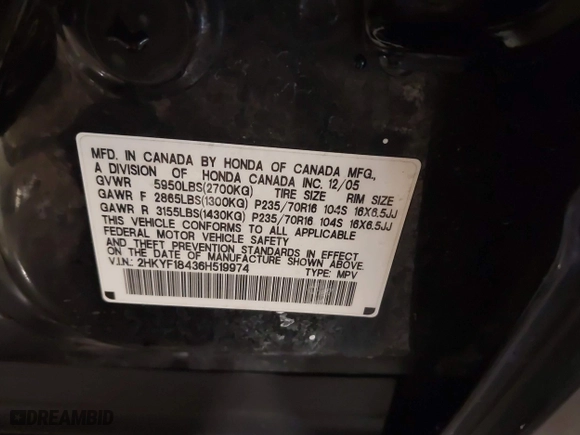 MFD. IN CANADA BY HONDA OF CANADA MFG.,
A DIVISION OF HONDA CANADA INC. 12/05
GVWR 5950LBS(2700KG) TIRE SIZE RIM SIZE
GAWR F 2865LBS(1300KG) P235/70R16 104S 16X6.5JJ
GAWR R 3155LBS(1430KG) P235/70R16 104S 16X6.5JJ
THIS VEHICLE CONFORMS TO ALL APPLICABLE
FEDERAL MOTOR VEHICLE SAFETY
AND THEFT PREVENTION STANDARDS IN EFFECT
ON THE DATE OF MANUFACTURE SHOWN ABOVE.
V.I.N: 2HKYF18436H519974 TYPE: MPV
DREAMBID